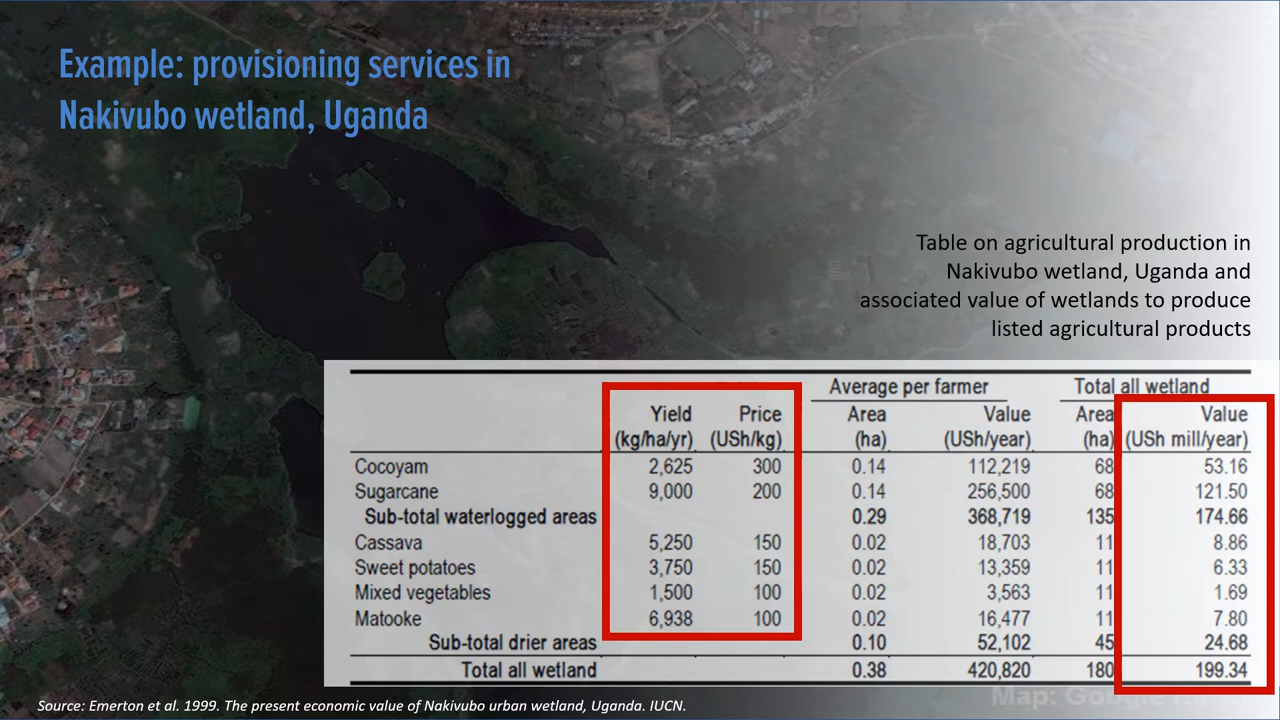 Example: provisioning services in
Nakivubo wetland, Uganda
Table on agricultural production in
Nakivubo wetland, Uganda and
associated value of wetlands to produce
listed agricultural products
Average per farmer Total all wetland
Yield Price Area Value Area Value
(kg/ha/yr) (USh/kg) (ha) (USh/year) (ha) (USh mill/year)
Cocoyam 2,625 300 0.14 112,219 68 53.16
Sugarcane 9,000 200 0.14 256,500 68 121.50
Sub-total waterlogged areas 0.29 368,719 135 174.66
Cassava 5,250 150 0.02 18,703 11 8.86
Sweet potatoes 3,750 150 0.02 13,359 11 6.33
Mixed vegetables 1,500 100 0.02 3,563 11 1.69
Matooke 6,938 100 0.02 16,477 11 7.80
Sub-total drier areas 0.10 52,102 45 24.68
Total all wetland 0.38 420,820 180 199.34
Map:
Source: Emerton et al. 1999. The present economic value of Nakivubo urban wetland, Uganda. IUCN.